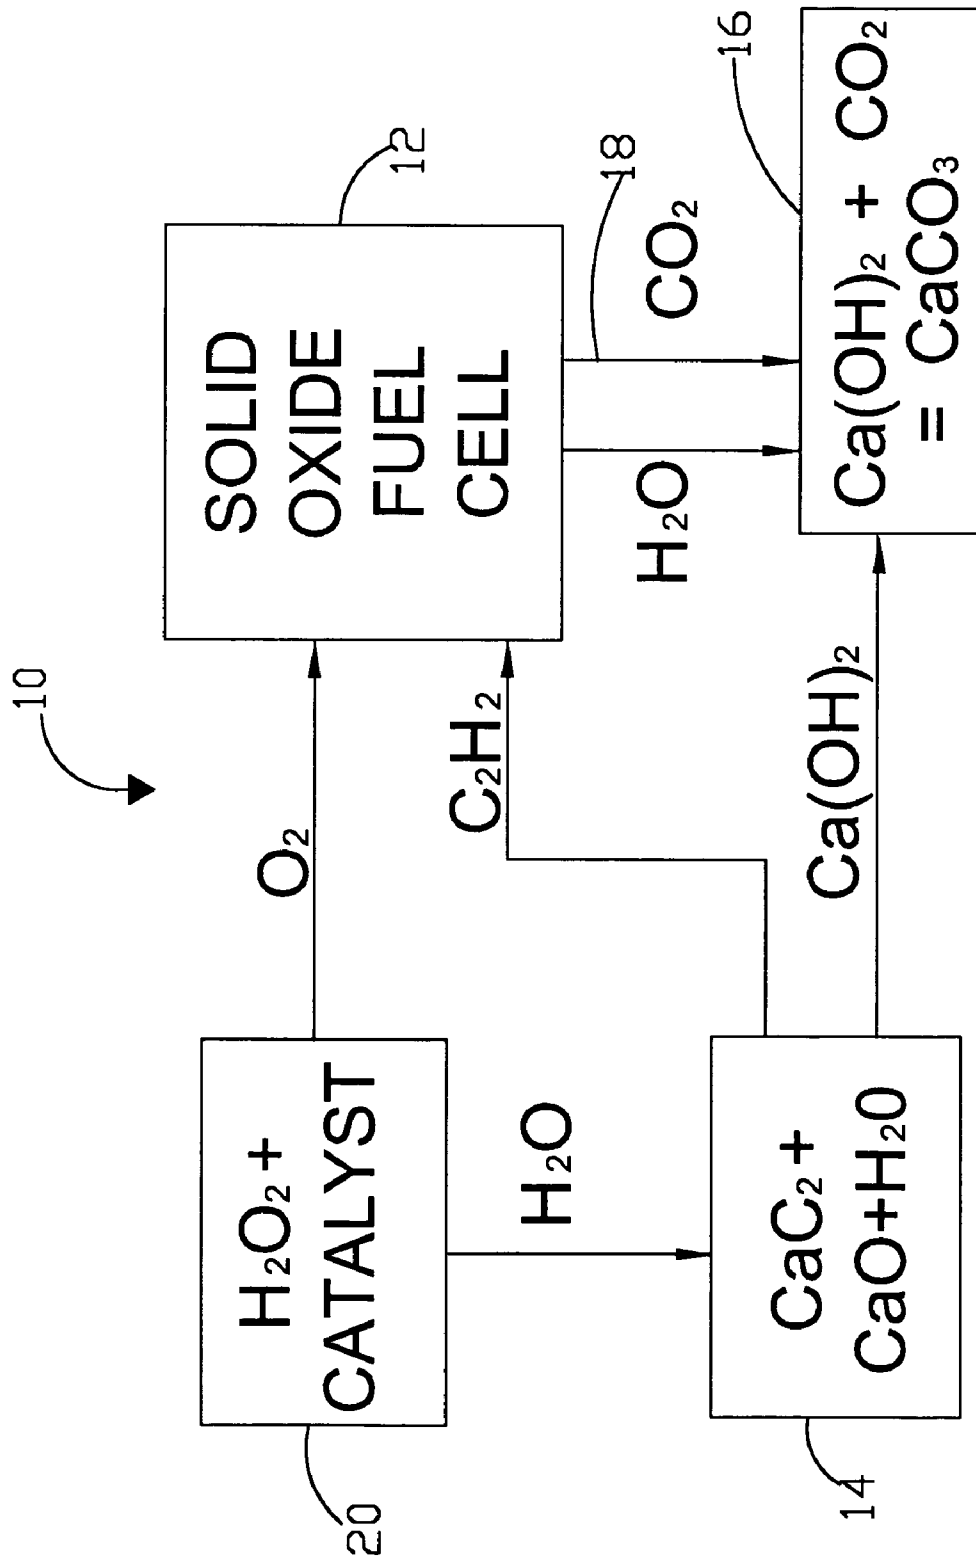 10
H₂O₂+
CATALYST
20
O₂
SOLID
OXIDE
FUEL
CELL
12
H₂O
C₂H₂
H₂O
CO₂
18
CaC₂+
CaO+H₂0
14
Ca(OH)₂
Ca(OH)₂ + CO₂
= CaCO₃
16